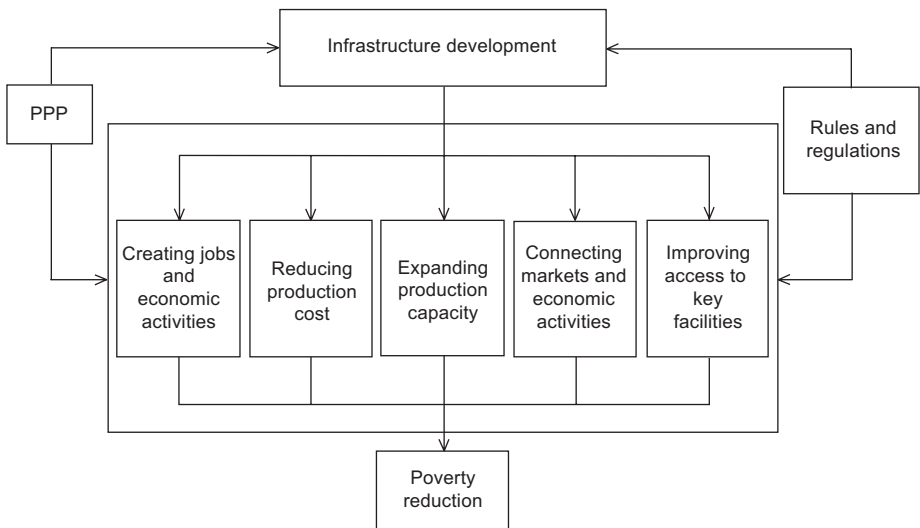 Infrastructure development
PPP
Rules and
regulations
Creating jobs
and
economic
activities
Reducing
production
cost
Expanding
production
capacity
Connecting
markets and
economic
activities
Improving
access to
key
facilities
Poverty
reduction